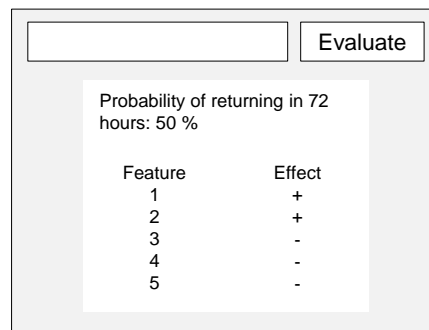 Evaluate
Probability of returning in 72
hours: 50 %
Feature Effect
1 +
2 +
3 -
4 -
5 -